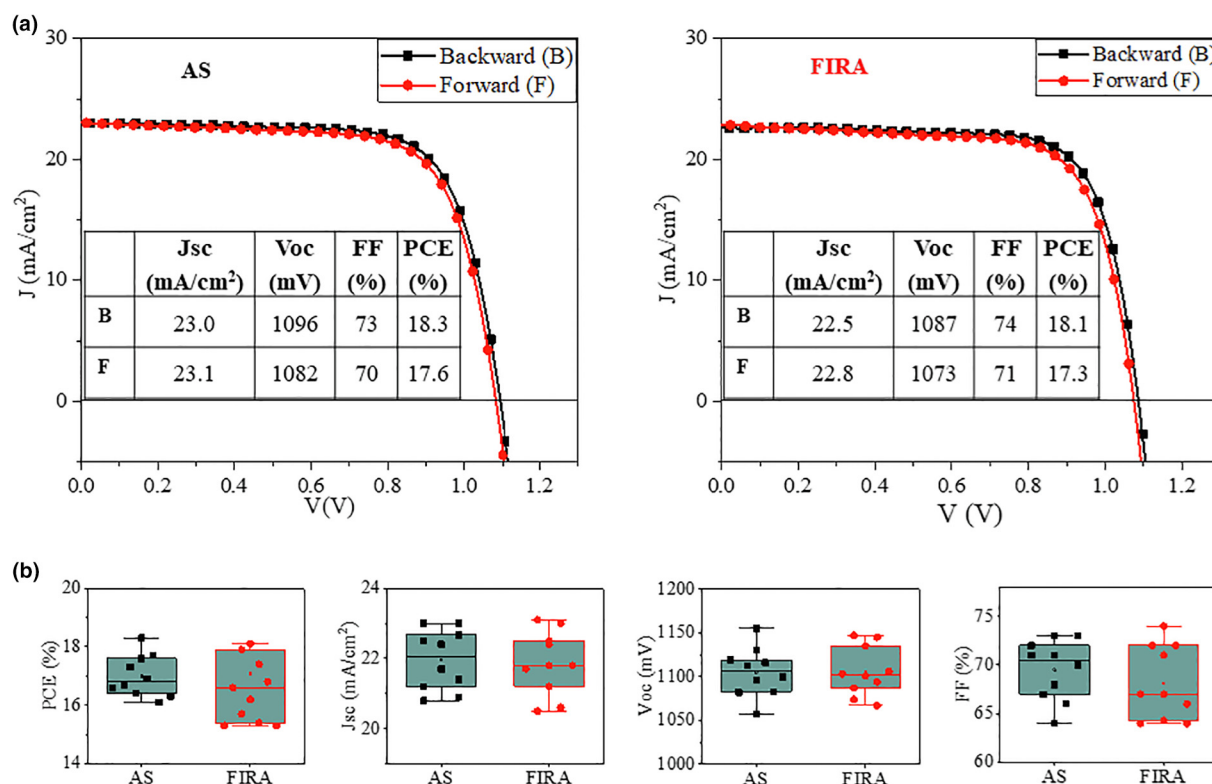 (a)
AS
Backward (B)
Forward (F)
30
20
10
0
J (mA/cm²)
Jsc (mA/cm²) Voc (mV) FF (%) PCE (%)
B 23.0 1096 73 18.3
F 23.1 1082 70 17.6
0.0 0.2 0.4 0.6 0.8 1.0 1.2
V(V)
FIRA
Backward (B)
Forward (F)
30
20
10
0
J (mA/cm²)
Jsc (mA/cm²) Voc (mV) FF (%) PCE (%)
B 22.5 1087 74 18.1
F 22.8 1073 71 17.3
0.0 0.2 0.4 0.6 0.8 1.0 1.2
V (V)
(b)
PCE (%)
20
18
16
14
AS FIRA
Jsc (mA/cm²)
24
22
20
AS FIRA
Voc (mV)
1200
1150
1100
1050
1000
AS FIRA
FF (%)
75
70
65
60
AS FIRA